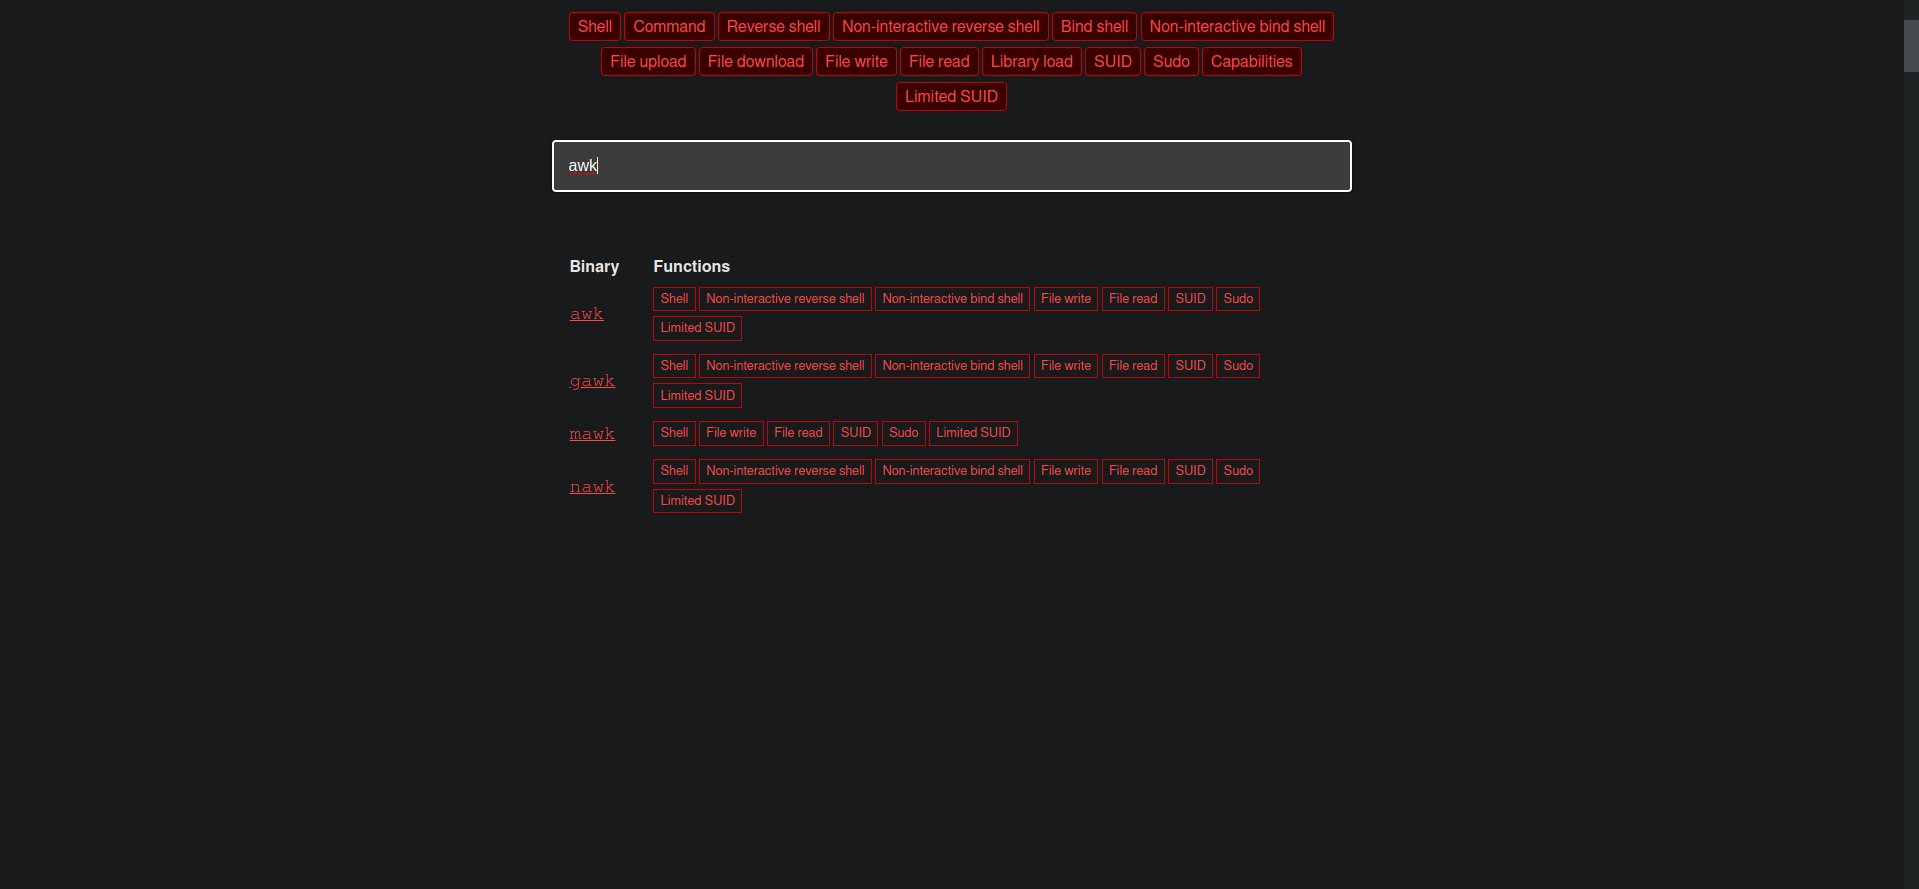 Shell Command Reverse shell Non-interactive reverse shell Bind shell Non-interactive bind shell
File upload File download File write File read Library load SUID Sudo Capabilities
Limited SUID
awk
Binary Functions
Shell Non-interactive reverse shell Non-interactive bind shell File write File read SUID Sudo
awk
Limited SUID
Shell Non-interactive reverse shell Non-interactive bind shell File write File read SUID Sudo
gawk
Limited SUID
mawk Shell File write File read SUID Sudo Limited SUID
Shell Non-interactive reverse shell Non-interactive bind shell File write File read SUID Sudo
nawk
Limited SUID